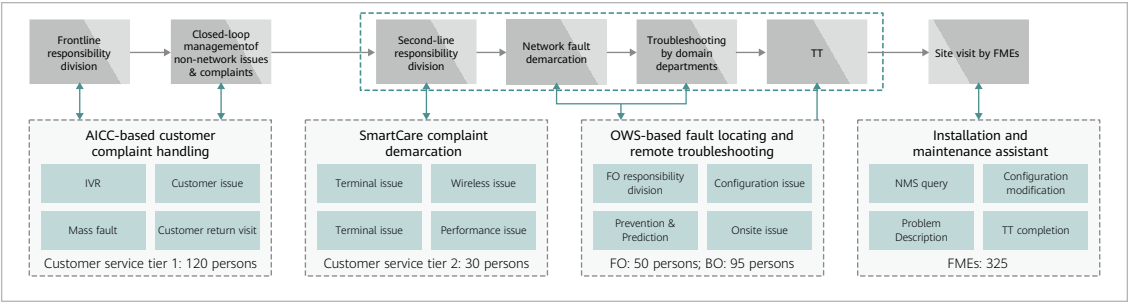 Frontline
responsibility
division
Closed-loop
managementof
non-network issues
& complaints
Second-line
responsibility
division
Network fault
demarcation
Troubleshooting
by domain
departments
TT
Site visit by FMEs
AICC-based customer
complaint handling
IVR
Customer issue
Mass fault
Customer return visit
Customer service tier 1: 120 persons
SmartCare complaint
demarcation
Terminal issue
Wireless issue
Terminal issue
Performance issue
Customer service tier 2: 30 persons
OWS-based fault locating and
remote troubleshooting
FO responsibility
division
Configuration issue
Prevention &
Prediction
Onsite issue
FO: 50 persons; BO: 95 persons
Installation and
maintenance assistant
NMS query
Configuration
modification
Problem
Description
TT completion
FMEs: 325